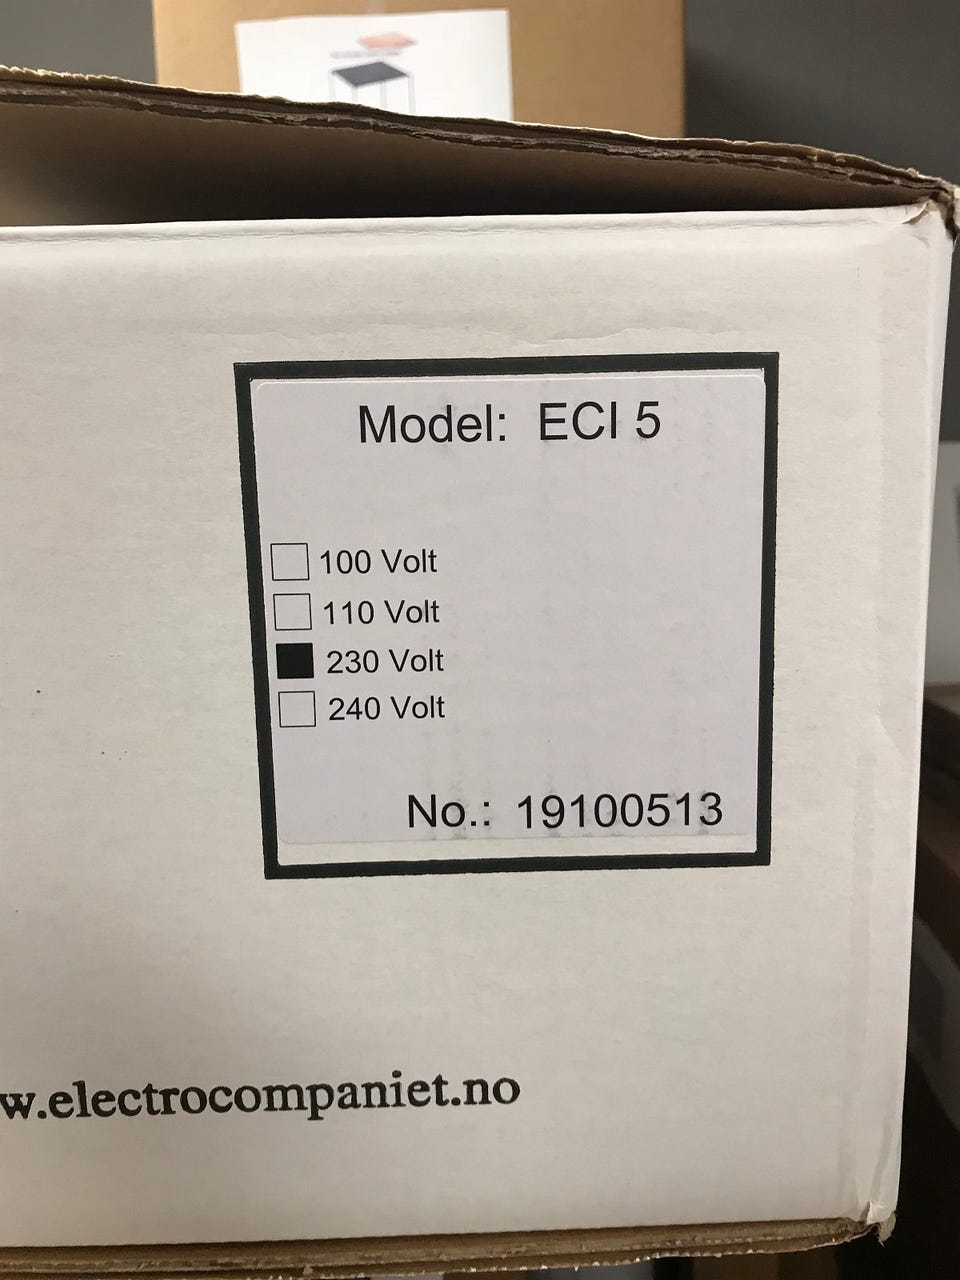 Model: ECI 5
100 Volt
110 Volt
230 Volt
240 Volt
No.: 19100513
w.electrocompaniet.no